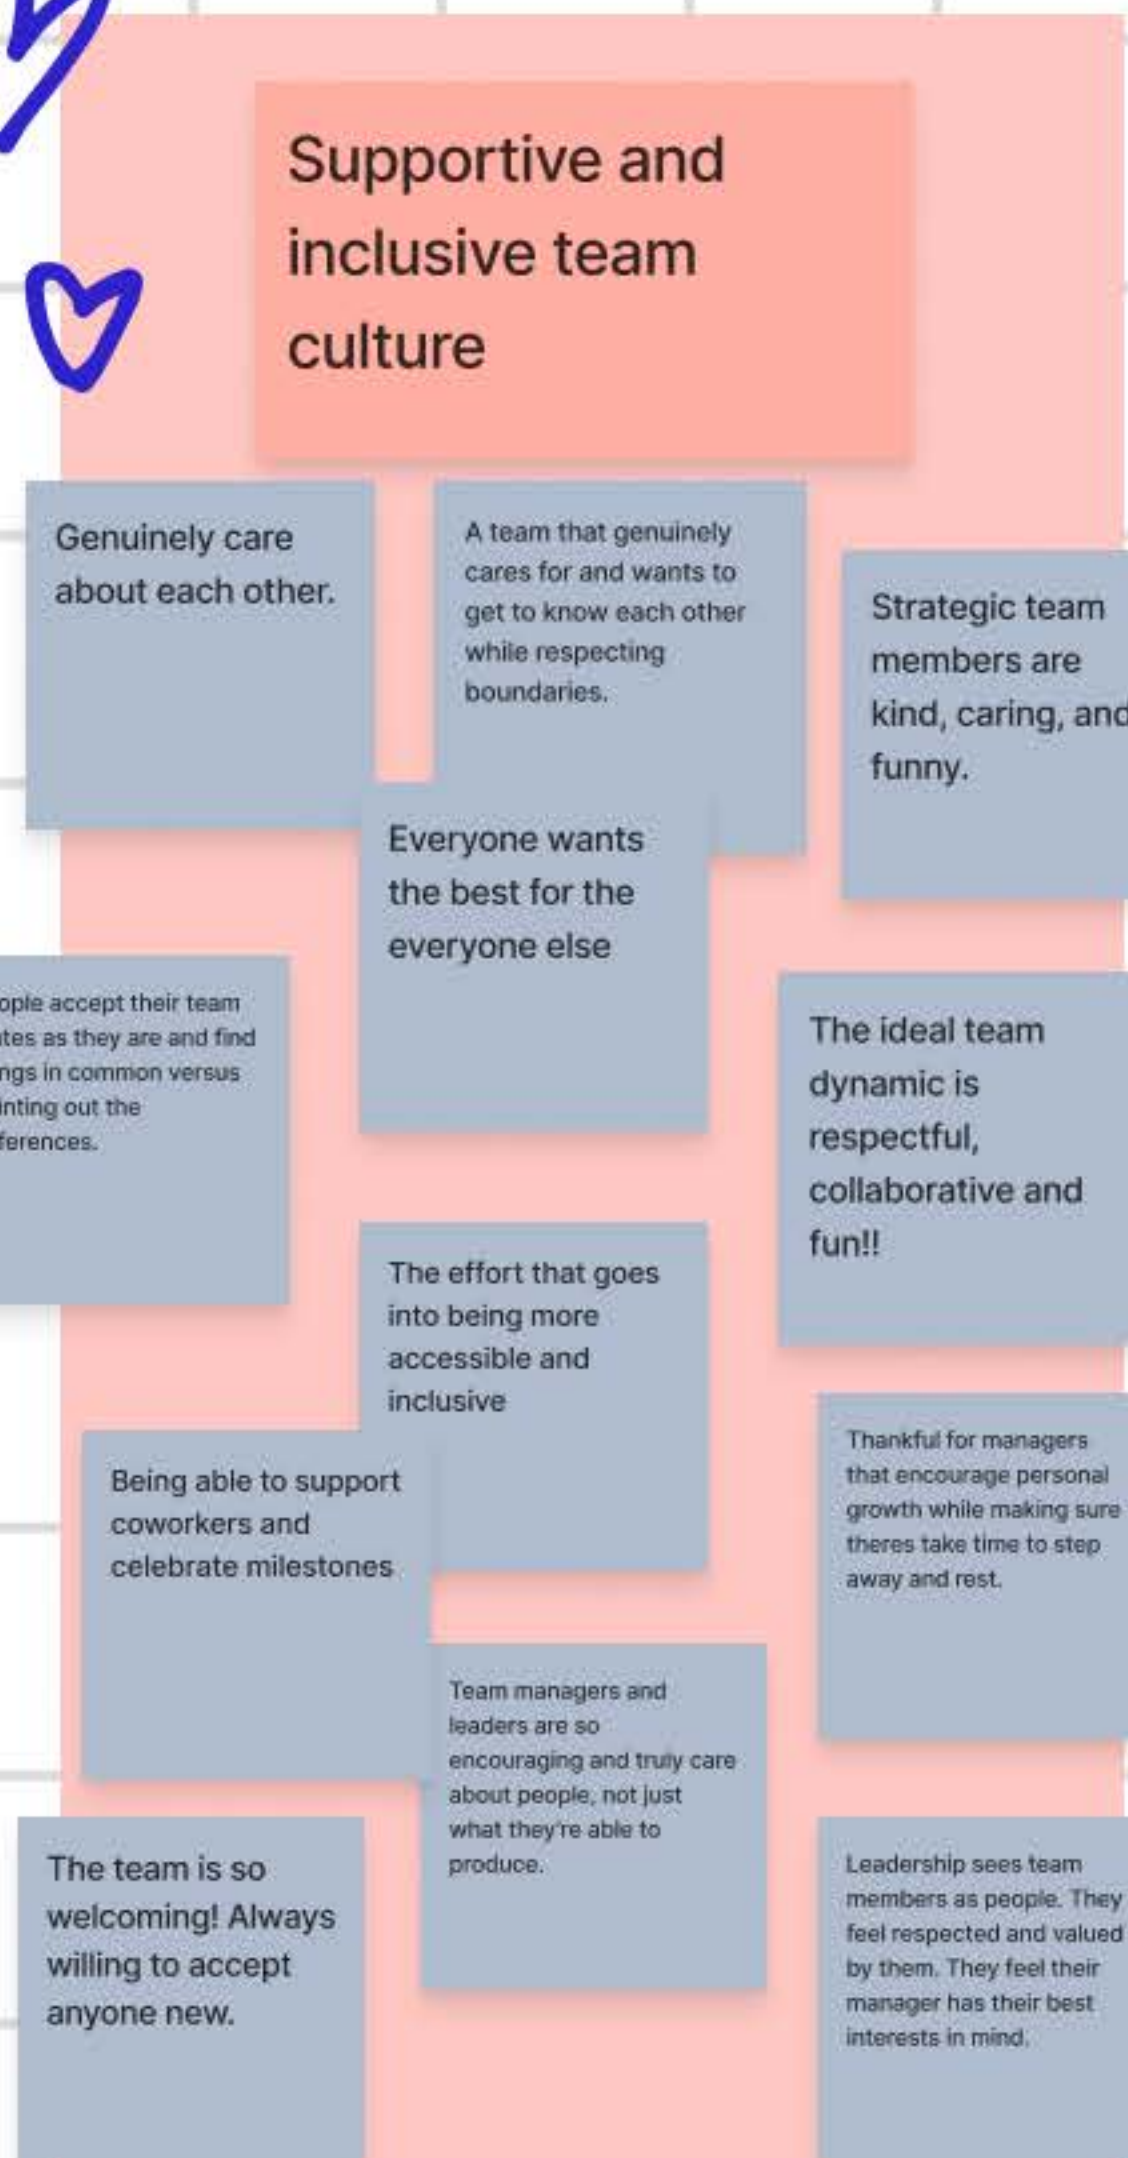 Supportive and
inclusive team
culture
Genuinely care
about each other.
A team that genuinely
cares for and wants to
get to know each other
while respecting
boundaries.
Strategic team
members are
kind, caring, and
funny.
Everyone wants
the best for the
everyone else
ople accept their team
tes as they are and find
ngs in common versus
inting out the
ferences.
The ideal team
dynamic is
respectful,
collaborative and
fun!!
The effort that goes
into being more
accessible and
inclusive
Being able to support
coworkers and
celebrate milestones
Thankful for managers
that encourage personal
growth while making sure
theres take time to step
away and rest.
Team managers and
leaders are so
encouraging and truly care
about people, not just
what they're able to
produce.
The team is so
welcoming! Always
willing to accept
anyone new.
Leadership sees team
members as people. They
feel respected and valued
by them. They feel their
manager has their best
interests in mind.